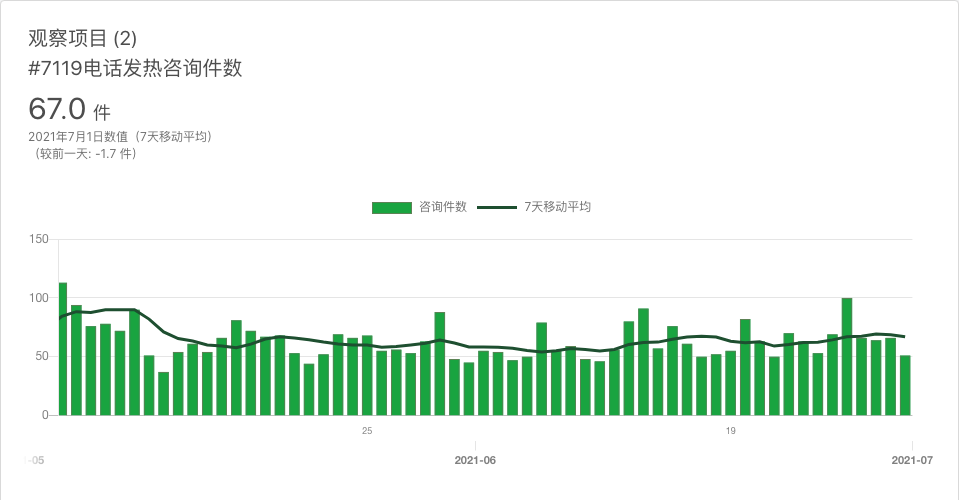 观察项目 (2)
#7119电话发热咨询件数
67.0 件
2021年7月1日数值（7天移动平均）
（较前一天: -1.7 件）
咨询件数 7天移动平均
150
100
50
0
25 19
-05 2021-06 2021-07